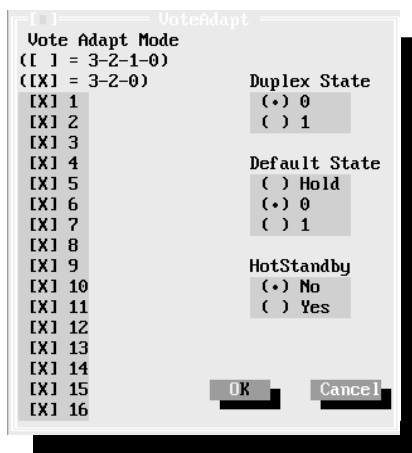 [■] VoteAdapt
Vote Adapt Mode
([ ] = 3-2-1-0)
([X] = 3-2-0)
[X] 1
[X] 2
[X] 3
[X] 4
[X] 5
[X] 6
[X] 7
[X] 8
[X] 9
[X] 10
[X] 11
[X] 12
[X] 13
[X] 14
[X] 15
[X] 16
Duplex State
(•) 0
( ) 1
Default State
( ) Hold
(•) 0
( ) 1
HotStandby
(•) No
( ) Yes
OK Cancel